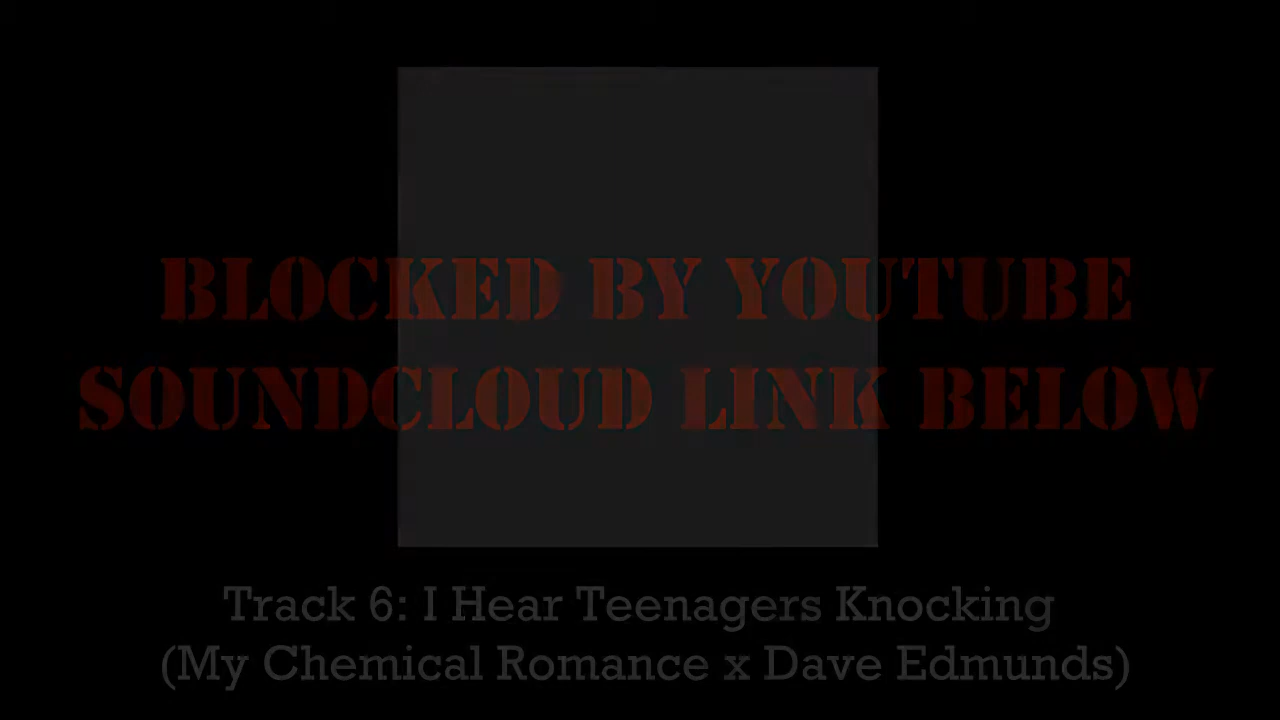 BLOCKED BY YOUTUBE
SOUNDCLOUD LINK BELOW
Track 6: I Hear Teenagers Knocking
(My Chemical Romance x Dave Edmunds)